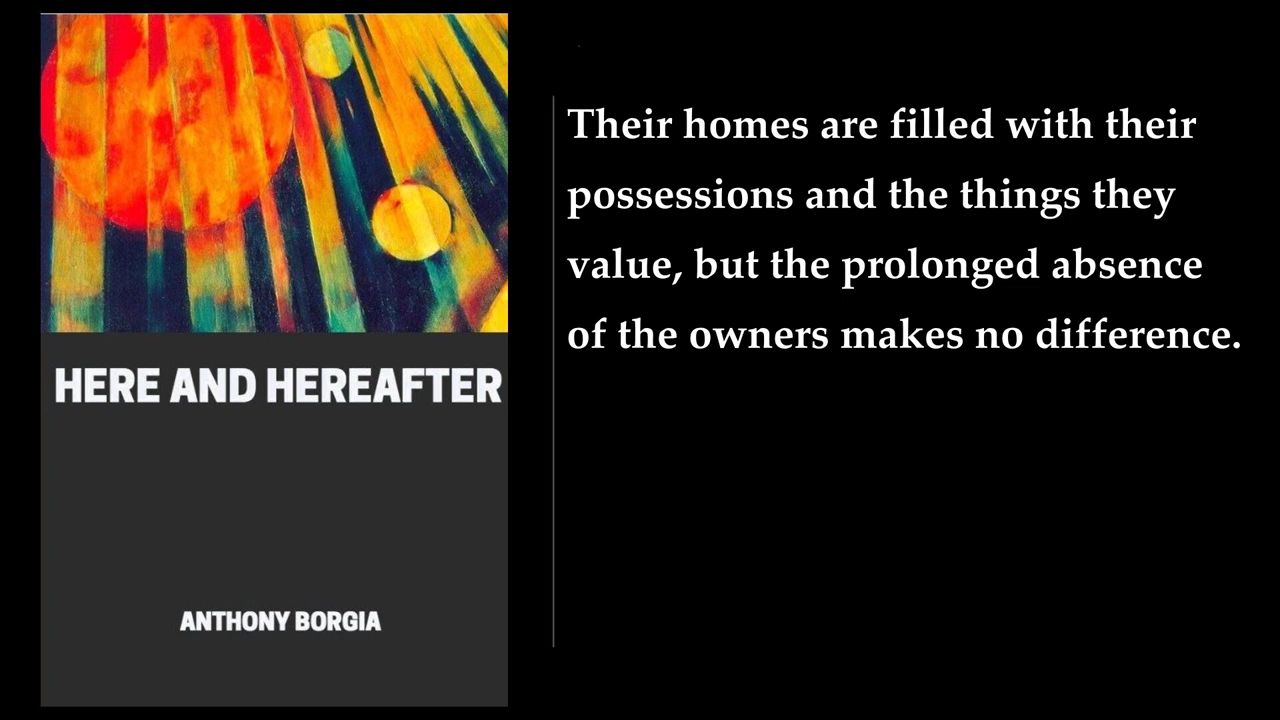 HERE AND HEREAFTER
ANTHONY BORGIA
Their homes are filled with their
possessions and the things they
value, but the prolonged absence
of the owners makes no difference.